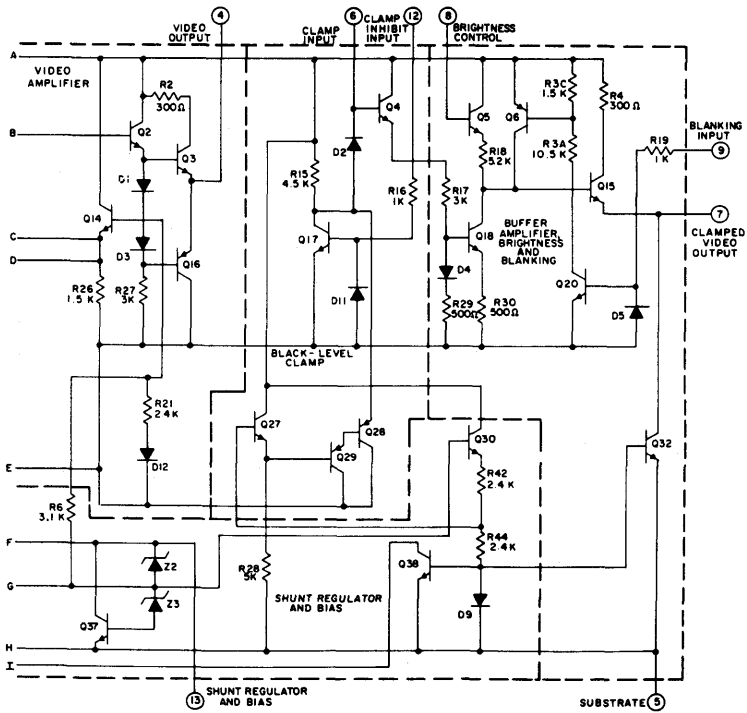 VIDEO OUTPUT
4
CLAMP INPUT
6
CLAMP INHIBIT INPUT
12
8
BRIGHTNESS CONTROL
A
VIDEO AMPLIFIER
R2
300Ω
B
Q2
Q3
D1
Q14
C
D
D3
Q16
R26
1.5 K
R27
3K
R15
4.5 K
D2
Q4
R16
1K
Q17
D11
BLACK-LEVEL CLAMP
R17
3K
D4
R29
500Ω
Q5
R18
5.2K
Q18
R30
500Ω
Q6
R3C
1.5 K
R3A
10.5 K
R4
300Ω
Q15
BUFFER AMPLIFIER, BRIGHTNESS AND BLANKING
Q20
D5
R19
1K
BLANKING INPUT
9
7
CLAMPED VIDEO OUTPUT
R21
2.4 K
D12
Q27
Q29
Q28
Q30
R42
2.4 K
Q32
E
R6
3.1 K
F
Z2
G
Z3
Q37
R28
5K
SHUNT REGULATOR AND BIAS
Q38
R44
2.4K
D9
H
I
13
SHUNT REGULATOR AND BIAS
SUBSTRATE
5